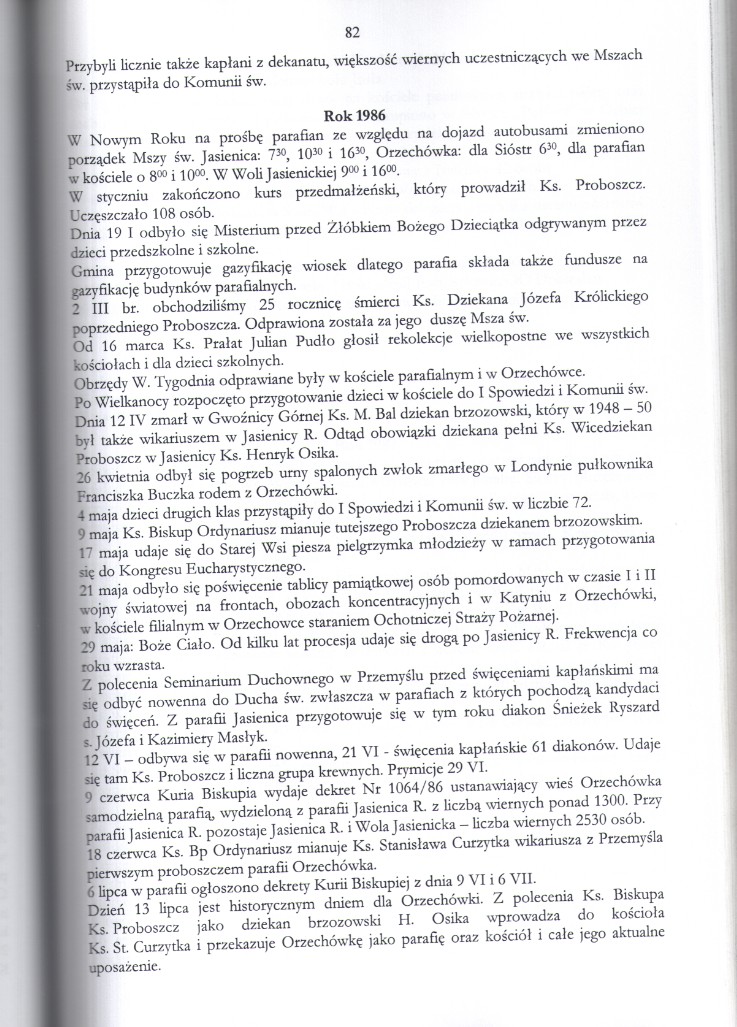 82
Przybyli licznie także kapłani z dekanatu, większość wiernych uczestniczących we Mszach
św. przystąpiła do Komunii św.
Rok 1986
W Nowym Roku na prośbę parafian ze względu na dojazd autobusami zmieniono
porządek Mszy św. Jasienica: 7³⁰, 10³⁰ i 16³⁰, Orzechówka: dla Sióstr 6³⁰, dla parafian
w kościele o 8⁰⁰ i 10⁰⁰. W Woli Jasienickiej 9⁰⁰ i 16⁰⁰.
W styczniu zakończono kurs przedmałżeński, który prowadził Ks. Proboszcz.
Uczęszczało 108 osób.
Dnia 19 I odbyło się Misterium przed Żłóbkiem Bożego Dzieciątka odgrywanym przez
dzieci przedszkolne i szkolne.
Gmina przygotowuje gazyfikację wiosek dlatego parafia składa także fundusze na
gazyfikację budynków parafialnych.
2 III br. obchodziliśmy 25 rocznicę śmierci Ks. Dziekana Józefa Królickiego
poprzedniego Proboszcza. Odprawiona została za jego duszę Msza św.
Od 16 marca Ks. Prałat Julian Pudło głosił rekolekcje wielkopostne we wszystkich
kościołach i dla dzieci szkolnych.
Obrzędy W. Tygodnia odprawiane były w kościele parafialnym i w Orzechówce.
Po Wielkanocy rozpoczęto przygotowanie dzieci w kościele do I Spowiedzi i Komunii św.
Dnia 12 IV zmarł w Gwoźnicy Górnej Ks. M. Bal dziekan brzozowski, który w 1948 – 50
był także wikariuszem w Jasienicy R. Odtąd obowiązki dziekana pełni Ks. Wicedziekan
Proboszcz w Jasienicy Ks. Henryk Osika.
26 kwietnia odbył się pogrzeb urny spalonych zwłok zmarłego w Londynie pułkownika
Franciszka Buczka rodem z Orzechówki.
4 maja dzieci drugich klas przystąpiły do I Spowiedzi i Komunii św. w liczbie 72.
9 maja Ks. Biskup Ordynariusz mianuje tutejszego Proboszcza dziekanem brzozowskim.
17 maja udaje się do Starej Wsi piesza pielgrzymka młodzieży w ramach przygotowania
się do Kongresu Eucharystycznego.
21 maja odbyło się poświęcenie tablicy pamiątkowej osób pomordowanych w czasie I i II
wojny światowej na frontach, obozach koncentracyjnych i w Katyniu z Orzechówki,
w kościele filialnym w Orzechowce staraniem Ochotniczej Straży Pożarnej.
29 maja: Boże Ciało. Od kilku lat procesja udaje się drogą po Jasienicy R. Frekwencja co
roku wzrasta.
Z polecenia Seminarium Duchownego w Przemyślu przed święceniami kapłańskimi ma
się odbyć nowenna do Ducha św. zwłaszcza w parafiach z których pochodzą kandydaci
do święceń. Z parafii Jasienica przygotowuje się w tym roku diakon Śnieżek Ryszard
s. Józefa i Kazimiery Masłyk.
12 VI – odbywa się w parafii nowenna, 21 VI - święcenia kapłańskie 61 diakonów. Udaje
się tam Ks. Proboszcz i liczna grupa krewnych. Prymicje 29 VI.
9 czerwca Kuria Biskupia wydaje dekret Nr 1064/86 ustanawiający wieś Orzechówka
samodzielną parafią, wydzieloną z parafii Jasienica R. z liczbą wiernych ponad 1300. Przy
parafii Jasienica R. pozostaje Jasienica R. i Wola Jasienicka – liczba wiernych 2530 osób.
18 czerwca Ks. Bp Ordynariusz mianuje Ks. Stanisława Curzytka wikariusza z Przemyśla
pierwszym proboszczem parafii Orzechówka.
6 lipca w parafii ogłoszono dekrety Kurii Biskupiej z dnia 9 VI i 6 VII.
Dzień 13 lipca jest historycznym dniem dla Orzechówki. Z polecenia Ks. Biskupa
Ks. Proboszcz jako dziekan brzozowski H. Osika wprowadza do kościoła
Ks. St. Curzytka i przekazuje Orzechówkę jako parafię oraz kościół i całe jego aktualne
uposażenie.